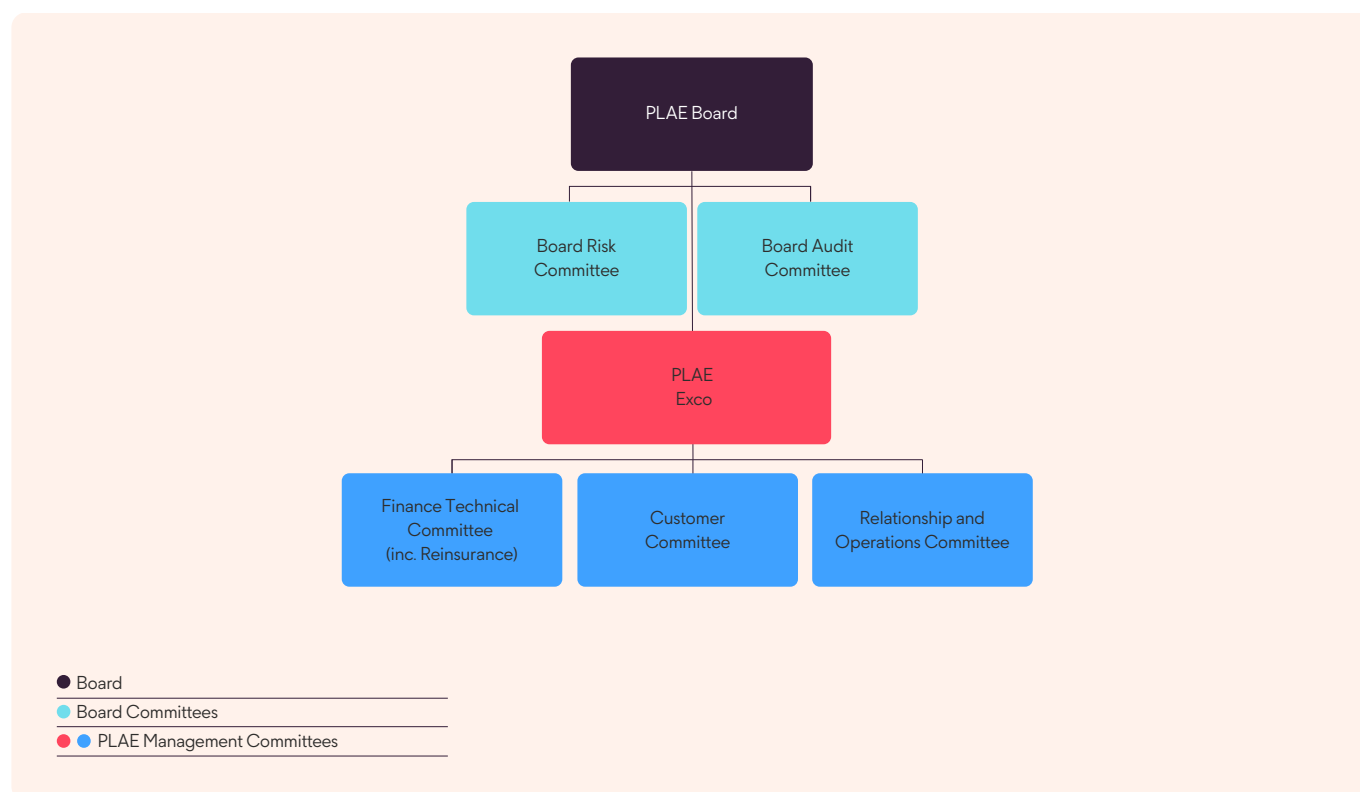 PLAE Board
Board Risk
Committee
Board Audit
Committee
PLAE
Exco
Finance Technical
Committee
(inc. Reinsurance)
Customer
Committee
Relationship and
Operations Committee
Board
Board Committees
PLAE Management Committees